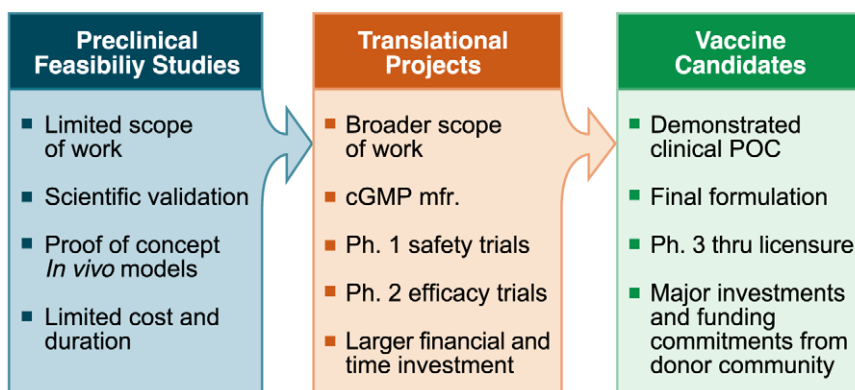 Preclinical
Feasibiliy Studies
Limited scope
of work
Scientific validation
Proof of concept
In vivo models
Limited cost and
duration
Translational
Projects
Broader scope
of work
cGMP mfr.
Ph. 1 safety trials
Ph. 2 efficacy trials
Larger financial and
time investment
Vaccine
Candidates
Demonstrated
clinical POC
Final formulation
Ph. 3 thru licensure
Major investments
and funding
commitments from
donor community